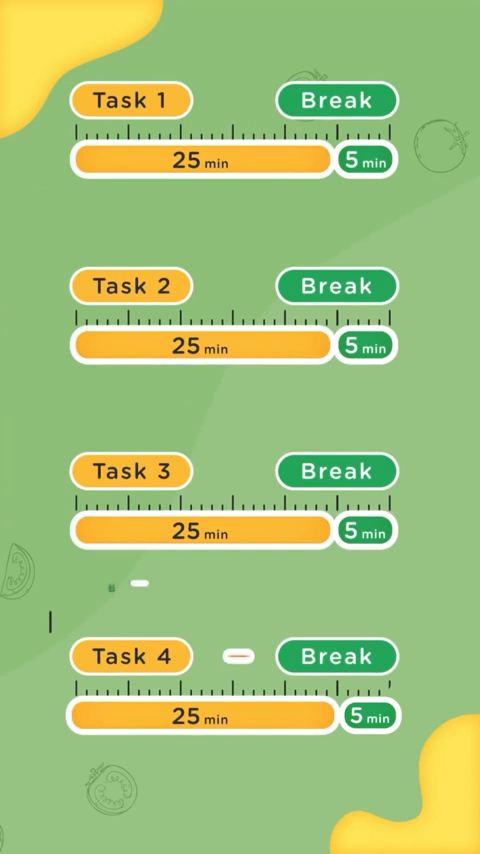 Task 1 Break
25 min 5 min
Task 2 Break
25 min 5 min
Task 3 Break
25 min 5 min
Task 4 Break
25 min 5 min